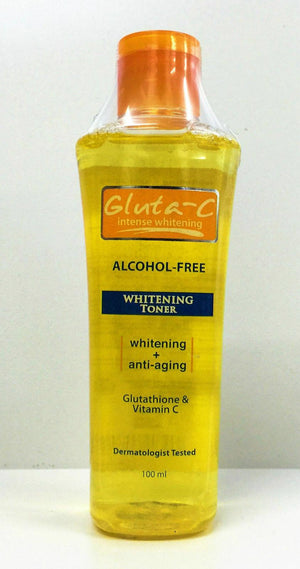 Gluta-C
intense whitening
ALCOHOL-FREE
WHITENING
TONER
whitening
+
anti-aging
Glutathione &
Vitamin C
Dermatologist Tested
100 ml